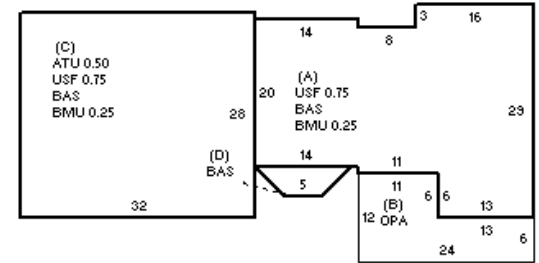 3
16
14
8
(C)
ATU 0.50
USF 0.75
BAS
BMU 0.25
(A)
USF 0.75
BAS
BMU 0.25
20
28
29
(D)
BAS
14
11
5
11
6
6
(B)
OPA
12
32
13
13
6
24